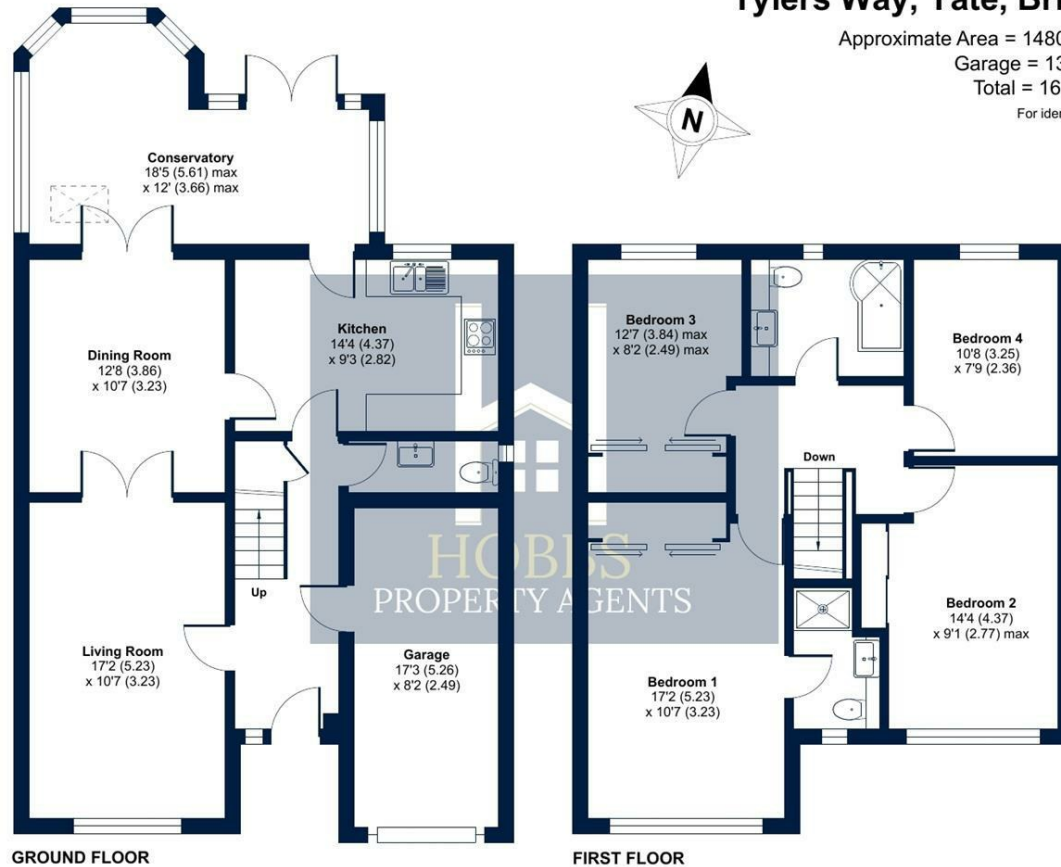 Tylers Way, Yate,
Approximate Area = 1480
Garage =
Total =
N
Conservatory
18'5 (5.61) max
x 12' (3.66) max
Dining Room
12'8 (3.86)
x 10'7 (3.23)
Kitchen
14'4 (4.37)
x 9'3 (2.82)
Up
Living Room
17'2 (5.23)
x 10'7 (3.23)
Garage
17'3 (5.26)
x 8'2 (2.49)
GROUND FLOOR
Bedroom 3
12'7 (3.84) max
x 8'2 (2.49) max
Bedroom 4
10'8 (3.25)
x 7'9 (2.36)
Down
Bedroom 2
14'4 (4.37)
x 9'1 (2.77) max
Bedroom 1
17'2 (5.23)
x 10'7 (3.23)
FIRST FLOOR
HOBBS
PROPERTY AGENTS